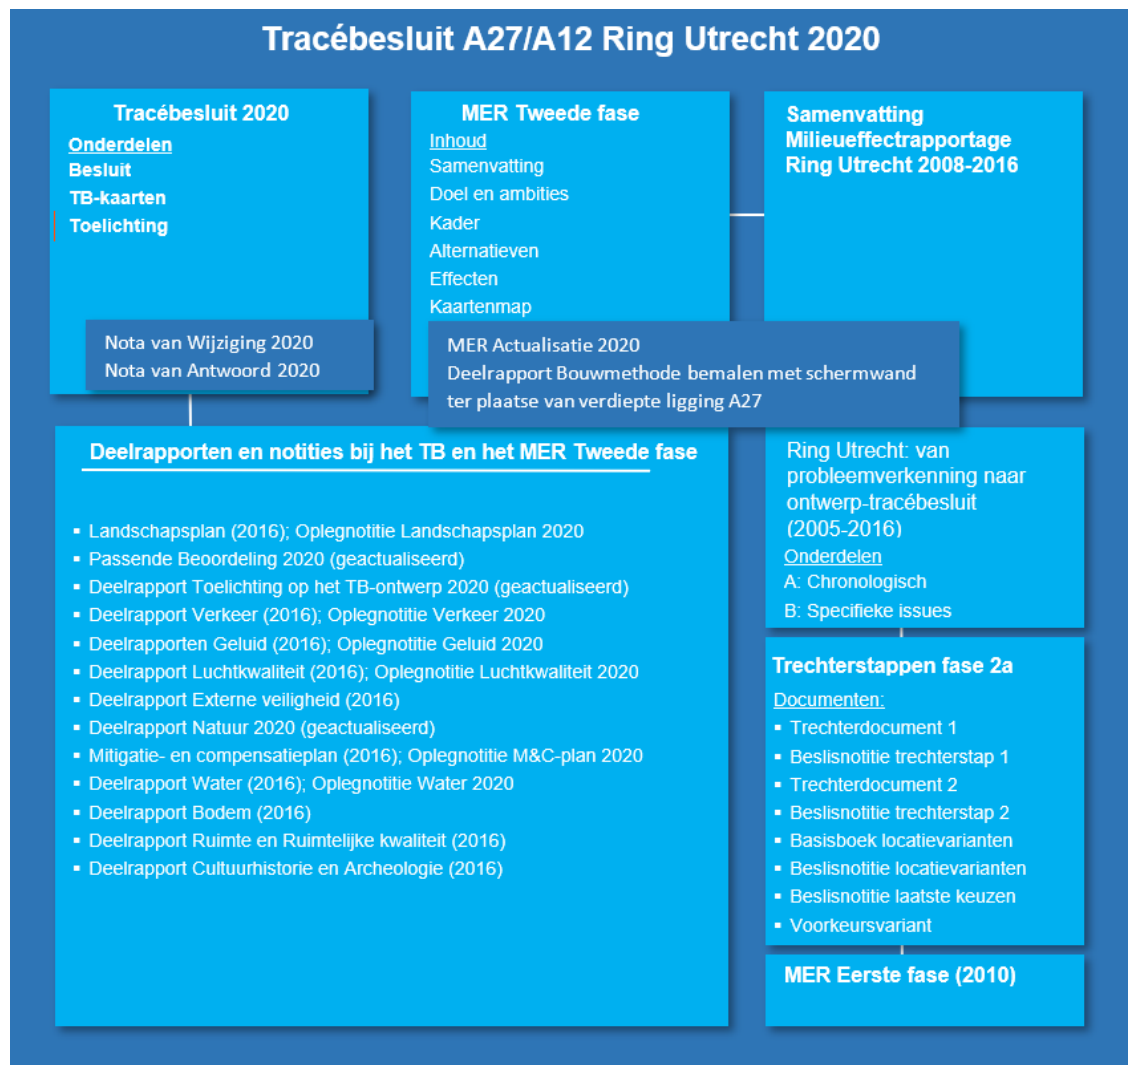 Tracébesluit A27/A12 Ring Utrecht 2020
Tracébesluit 2020
Onderdelen
Besluit
TB-kaarten
Toelichting
Nota van Wijziging 2020
Nota van Antwoord 2020
MER Tweede fase
Inhoud
Samenvatting
Doel en ambities
Kader
Alternatieven
Effecten
Kaartenmap
MER Actualisatie 2020
Deelrapport Bouwmethode bemalen met schermwand
ter plaatse van verdiepte ligging A27
Samenvatting
Milieueffectrapportage
Ring Utrecht 2008-2016
Deelrapporten en notities bij het TB en het MER Tweede fase
▪ Landschapsplan (2016); Oplegnotitie Landschapsplan 2020
▪ Passende Beoordeling 2020 (geactualiseerd)
▪ Deelrapport Toelichting op het TB-ontwerp 2020 (geactualiseerd)
▪ Deelrapport Verkeer (2016); Oplegnotitie Verkeer 2020
▪ Deelrapporten Geluid (2016); Oplegnotitie Geluid 2020
▪ Deelrapport Luchtkwaliteit (2016); Oplegnotitie Luchtkwaliteit 2020
▪ Deelrapport Externe veiligheid (2016)
▪ Deelrapport Natuur 2020 (geactualiseerd)
▪ Mitigatie- en compensatieplan (2016); Oplegnotitie M&C-plan 2020
▪ Deelrapport Water (2016); Oplegnotitie Water 2020
▪ Deelrapport Bodem (2016)
▪ Deelrapport Ruimte en Ruimtelijke kwaliteit (2016)
▪ Deelrapport Cultuurhistorie en Archeologie (2016)
Ring Utrecht: van
probleemverkenning naar
ontwerp-tracébesluit
(2005-2016)
Onderdelen
A: Chronologisch
B: Specifieke issues
Trechterstappen fase 2a
Documenten:
▪ Trechterdocument 1
▪ Beslisnotitie trechterstap 1
▪ Trechterdocument 2
▪ Beslisnotitie trechterstap 2
▪ Basisboek locatievarianten
▪ Beslisnotitie locatievarianten
▪ Beslisnotitie laatste keuzen
▪ Voorkeursvariant
MER Eerste fase (2010)